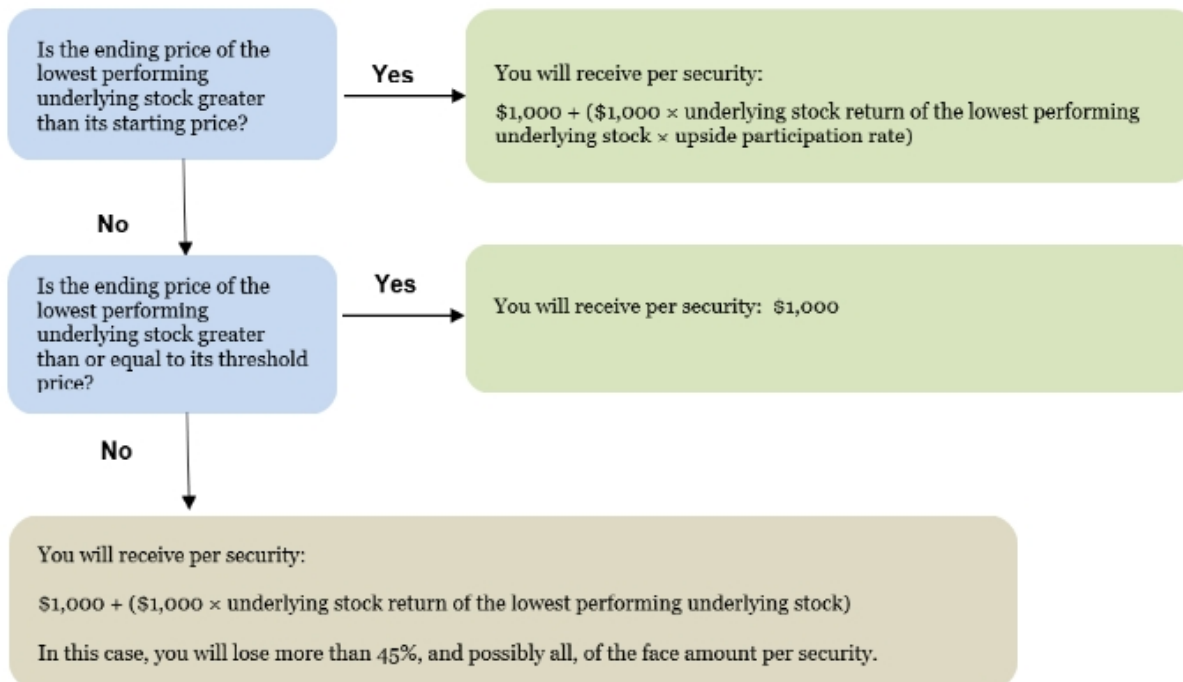 Is the ending price of the
lowest performing
underlying stock greater
than its starting price?
Yes
You will receive per security:
$1,000 + ($1,000 × underlying stock return of the lowest performing
underlying stock × upside participation rate)
No
Is the ending price of the
lowest performing
underlying stock greater
than or equal to its threshold
price?
Yes
You will receive per security: $1,000
No
You will receive per security:
$1,000 + ($1,000 × underlying stock return of the lowest performing underlying stock)
In this case, you will lose more than 45%, and possibly all, of the face amount per security.